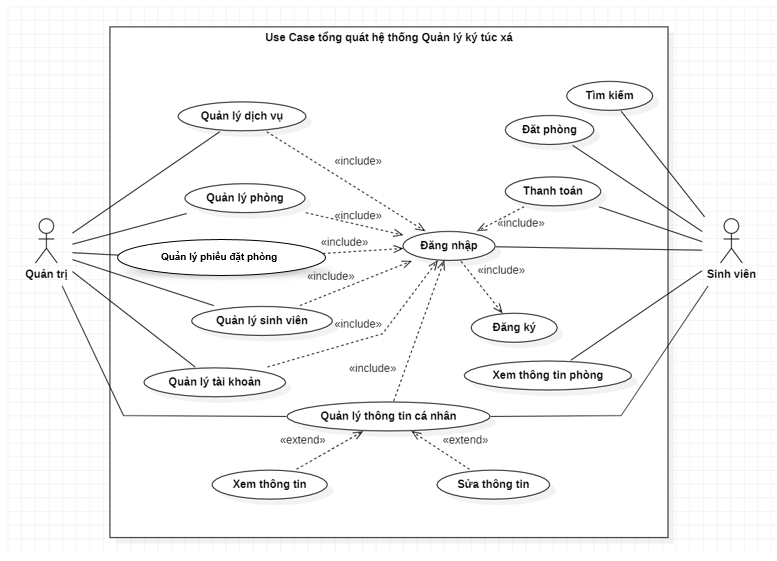 Use Case tổng quát hệ thống Quản lý ký túc xá
Tìm kiếm
Quản lý dịch vụ
Đăt phòng
«include»
Quản lý phòng
Thanh toán
«include»
«include»
«include»
Đăng nhập
Quản lý phiếu đặt phòng
Quản trị
Sinh viên
«include»
«include»
Quản lý sinh viên
«include»
Đăng ký
«include»
Quản lý tài khoản
Xem thông tin phòng
Quản lý thông tin cá nhân
«extend»
«extend»
Xem thông tin
Sửa thông tin